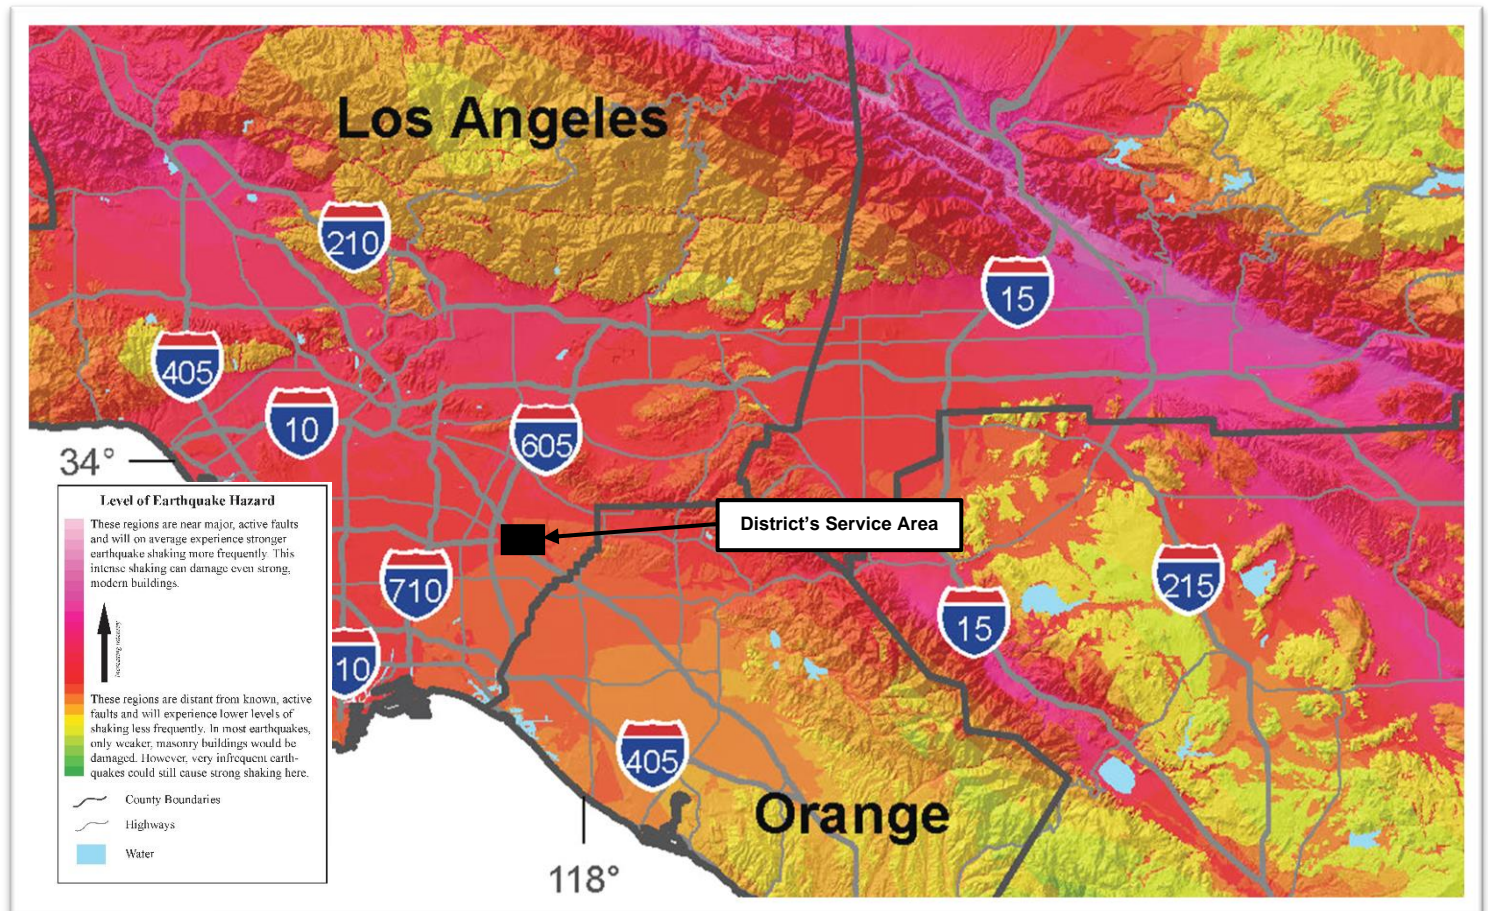 Los Angeles
210
15
405
10
605
34°
Level of Earthquake Hazard
These regions are near major, active faults
and will on average experience stronger
earthquake shaking more frequently. This
intense shaking can damage even strong,
modern buildings.
increasing intensity
These regions are distant from known, active
faults and will experience lower levels of
shaking less frequently. In most earthquakes,
only weaker, masonry buildings would be
damaged. However, very infrequent earth-
quakes could still cause strong shaking here.
County Boundaries
Highways
Water
District's Service Area
710
215
15
10
405
Orange
118°